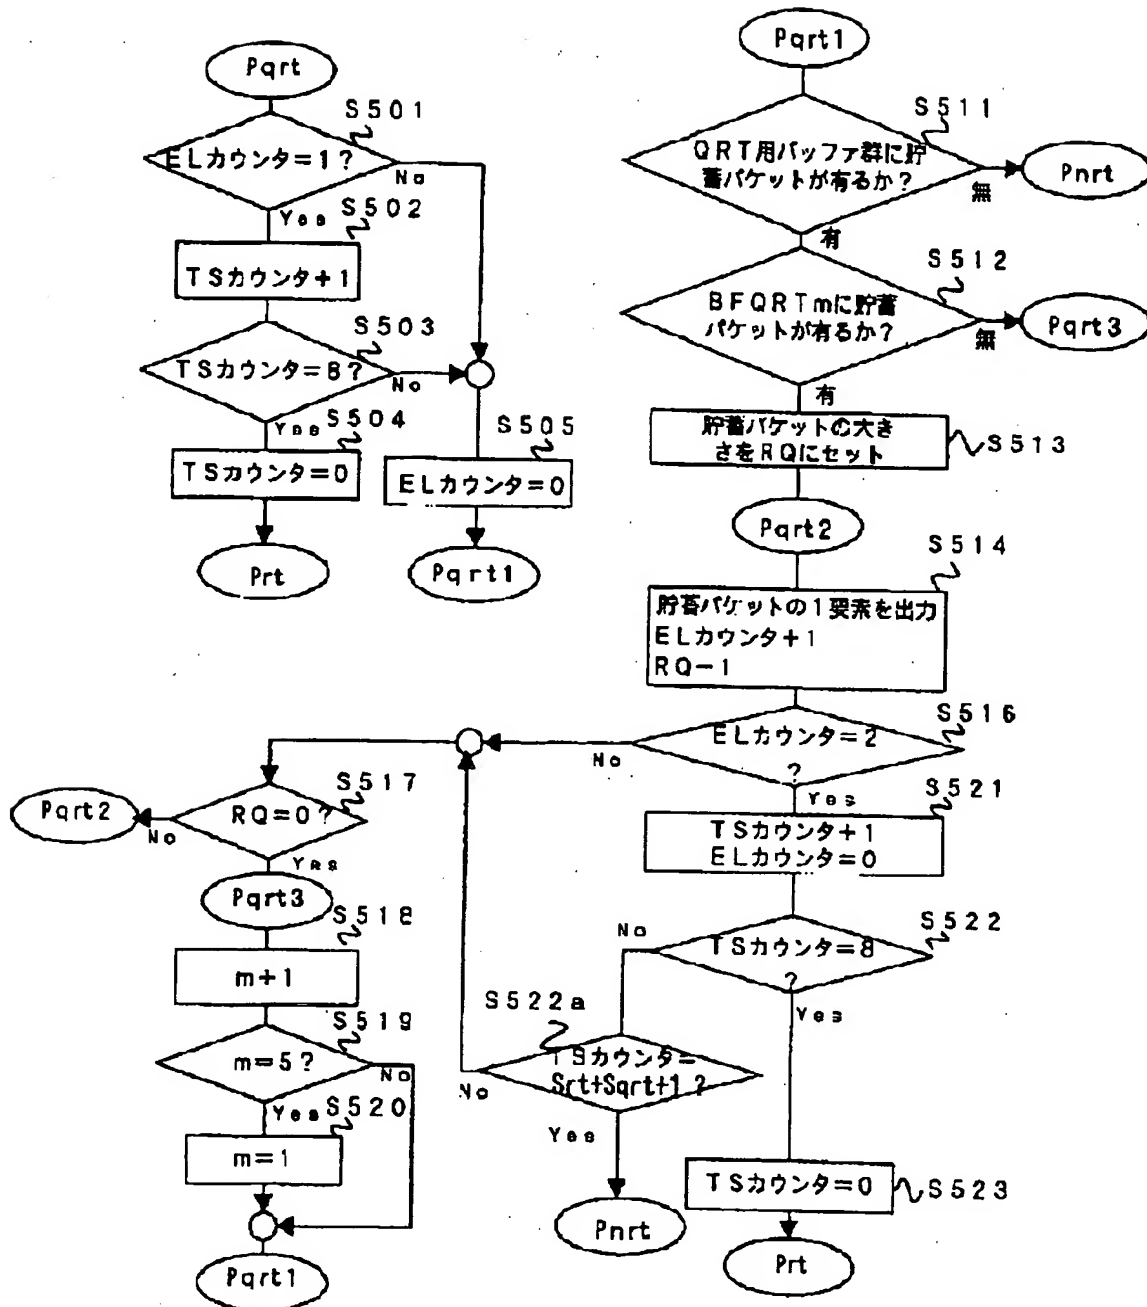 Pqrt
S501
ELカウンタ=1?
No
Yes
S502
TSカウンタ+1
S503
TSカウンタ=8?
No
Yes
S504
TSカウンタ=0
S505
ELカウンタ=0
Prt
Pqrt1
Pqrt1
S511
QRT用バッファ群に貯
蓄パケットが有るか?
無
Pnrt
有
S512
BFQRTmに貯蓄
パケットが有るか?
無
Pqrt3
有
貯蓄パケットの大き
さをRQにセット
S513
Pqrt2
S514
貯蓄パケットの1要素を出力
ELカウンタ+1
RQ-1
S516
ELカウンタ=2
?
No
Yes
S521
TSカウンタ+1
ELカウンタ=0
S522
TSカウンタ=8
?
No
Yes
S522a
TSカウンタ=
Srt+Sqrt+1?
No
Yes
Pnrt
TSカウンタ=0
S523
Prt
S517
RQ=0?
No
Pqrt2
Yes
Pqrt3
S518
m+1
S519
m=5?
No
Yes
S520
m=1
Pqrt1